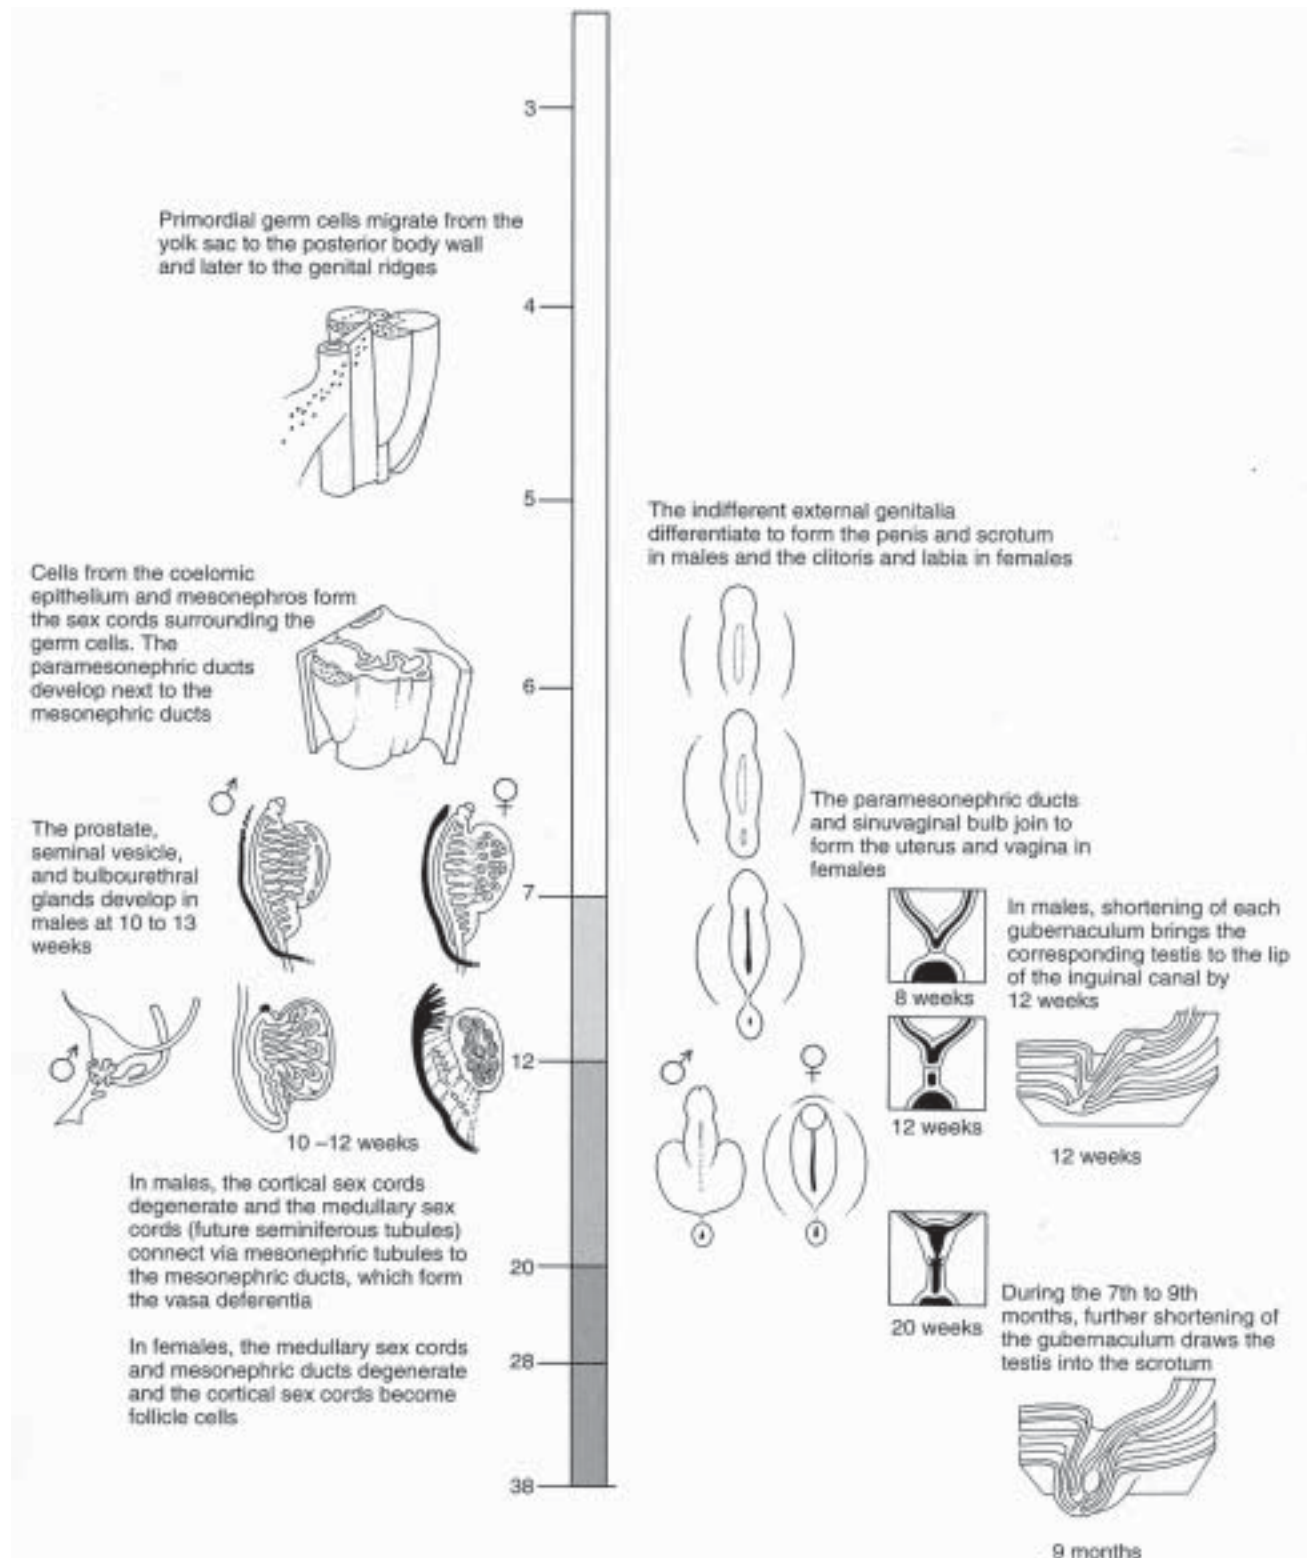 3
Primordial germ cells migrate from the
yolk sac to the posterior body wall
and later to the genital ridges
4
5
The indifferent external genitalia
differentiate to form the penis and scrotum
in males and the clitoris and labia in females
Cells from the coelomic
epithelium and mesonephros form
the sex cords surrounding the
germ cells. The
paramesonephric ducts
develop next to the
mesonephric ducts
6
♂
♀
The prostate,
seminal vesicle,
and bulbourethral
glands develop in
males at 10 to 13
weeks
The paramesonephric ducts
and sinuvaginal bulb join to
form the uterus and vagina in
females
7
In males, shortening of each
gubernaculum brings the
corresponding testis to the lip
of the inguinal canal by
12 weeks
8 weeks
♂
12
♂
♀
10 –12 weeks
12 weeks
12 weeks
In males, the cortical sex cords
degenerate and the medullary sex
cords (future seminiferous tubules)
connect via mesonephric tubules to
the mesonephric ducts, which form
the vasa deferentia
20
20 weeks
During the 7th to 9th
months, further shortening of
the gubernaculum draws the
testis into the scrotum
In females, the medullary sex cords
and mesonephric ducts degenerate
and the cortical sex cords become
follicle cells
28
38
9 months